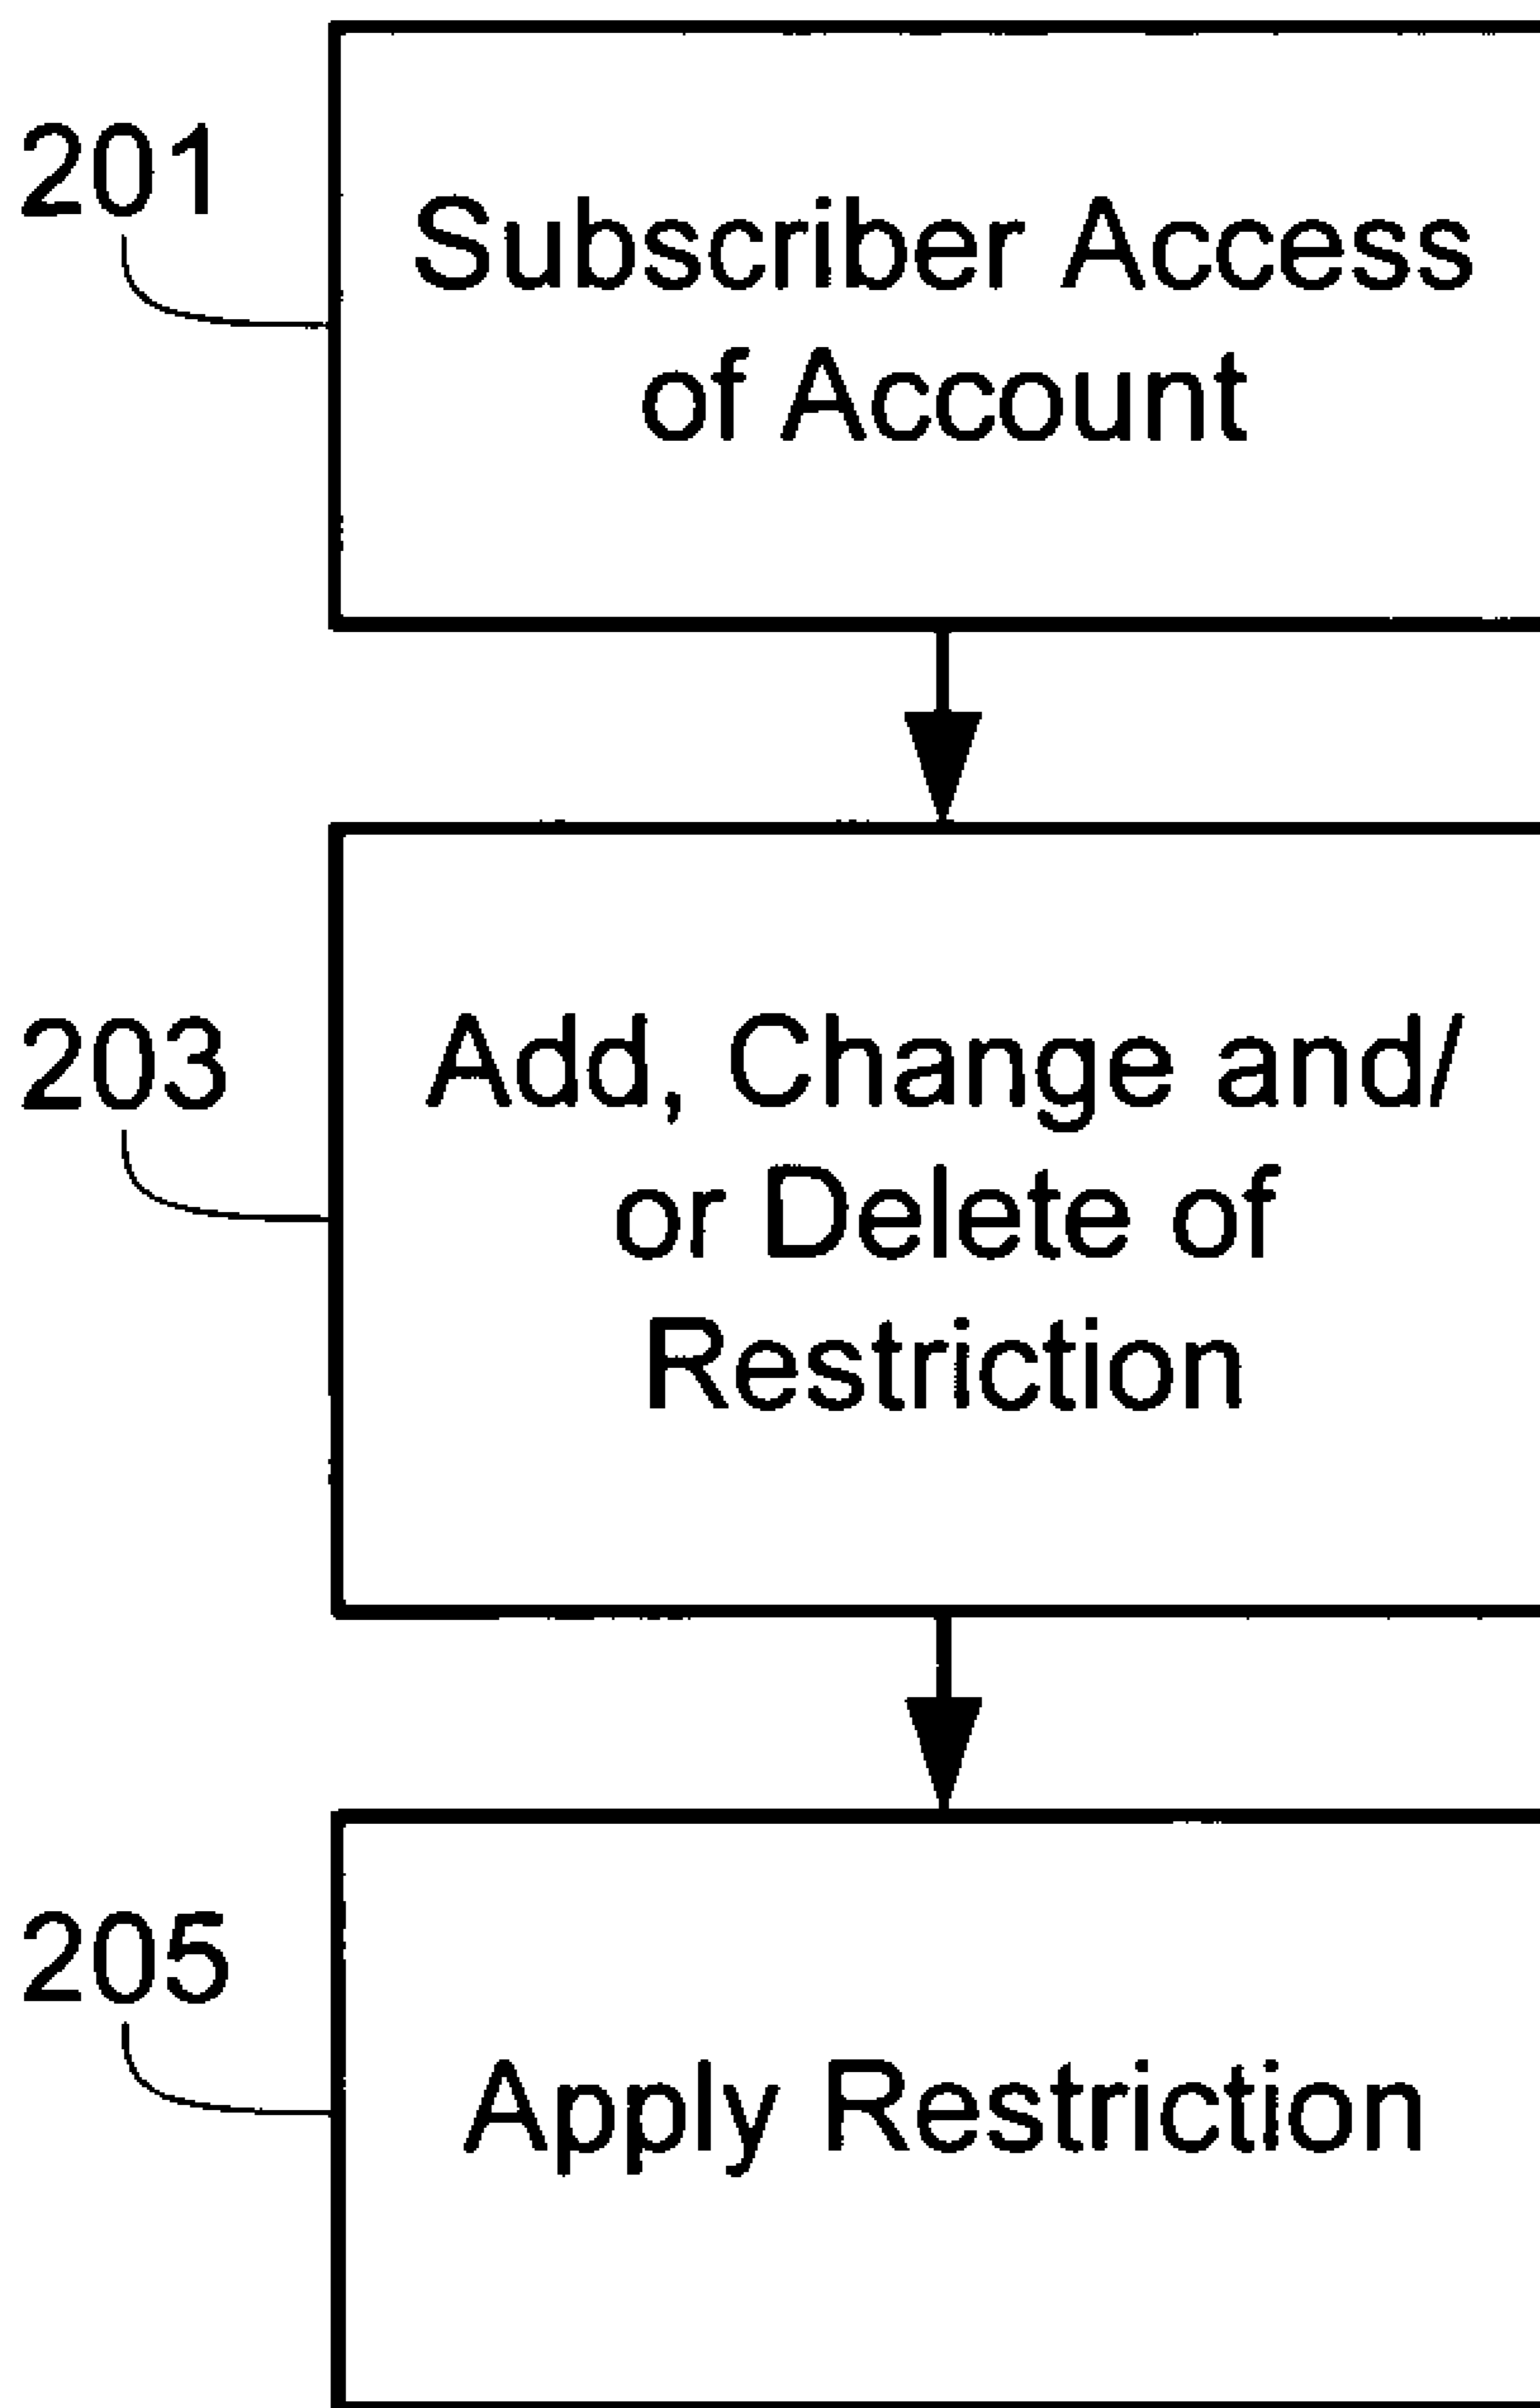 201
Subscriber Access
of Account
203
Add, Change and/
or Delete of
Restriction
205
Apply Restriction